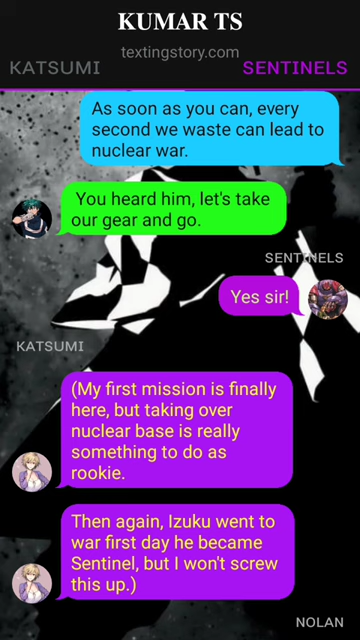 KUMAR TS
textingstory.com
KATSUMI SENTINELS
As soon as you can, every
second we waste can lead to
nuclear war.
You heard him, let's take
our gear and go.
SENTINELS
Yes sir!
KATSUMI
(My first mission is finally
here, but taking over
nuclear base is really
something to do as
rookie.
Then again, Izuku went to
war first day he became
Sentinel, but I won't screw
this up.)
NOLAN